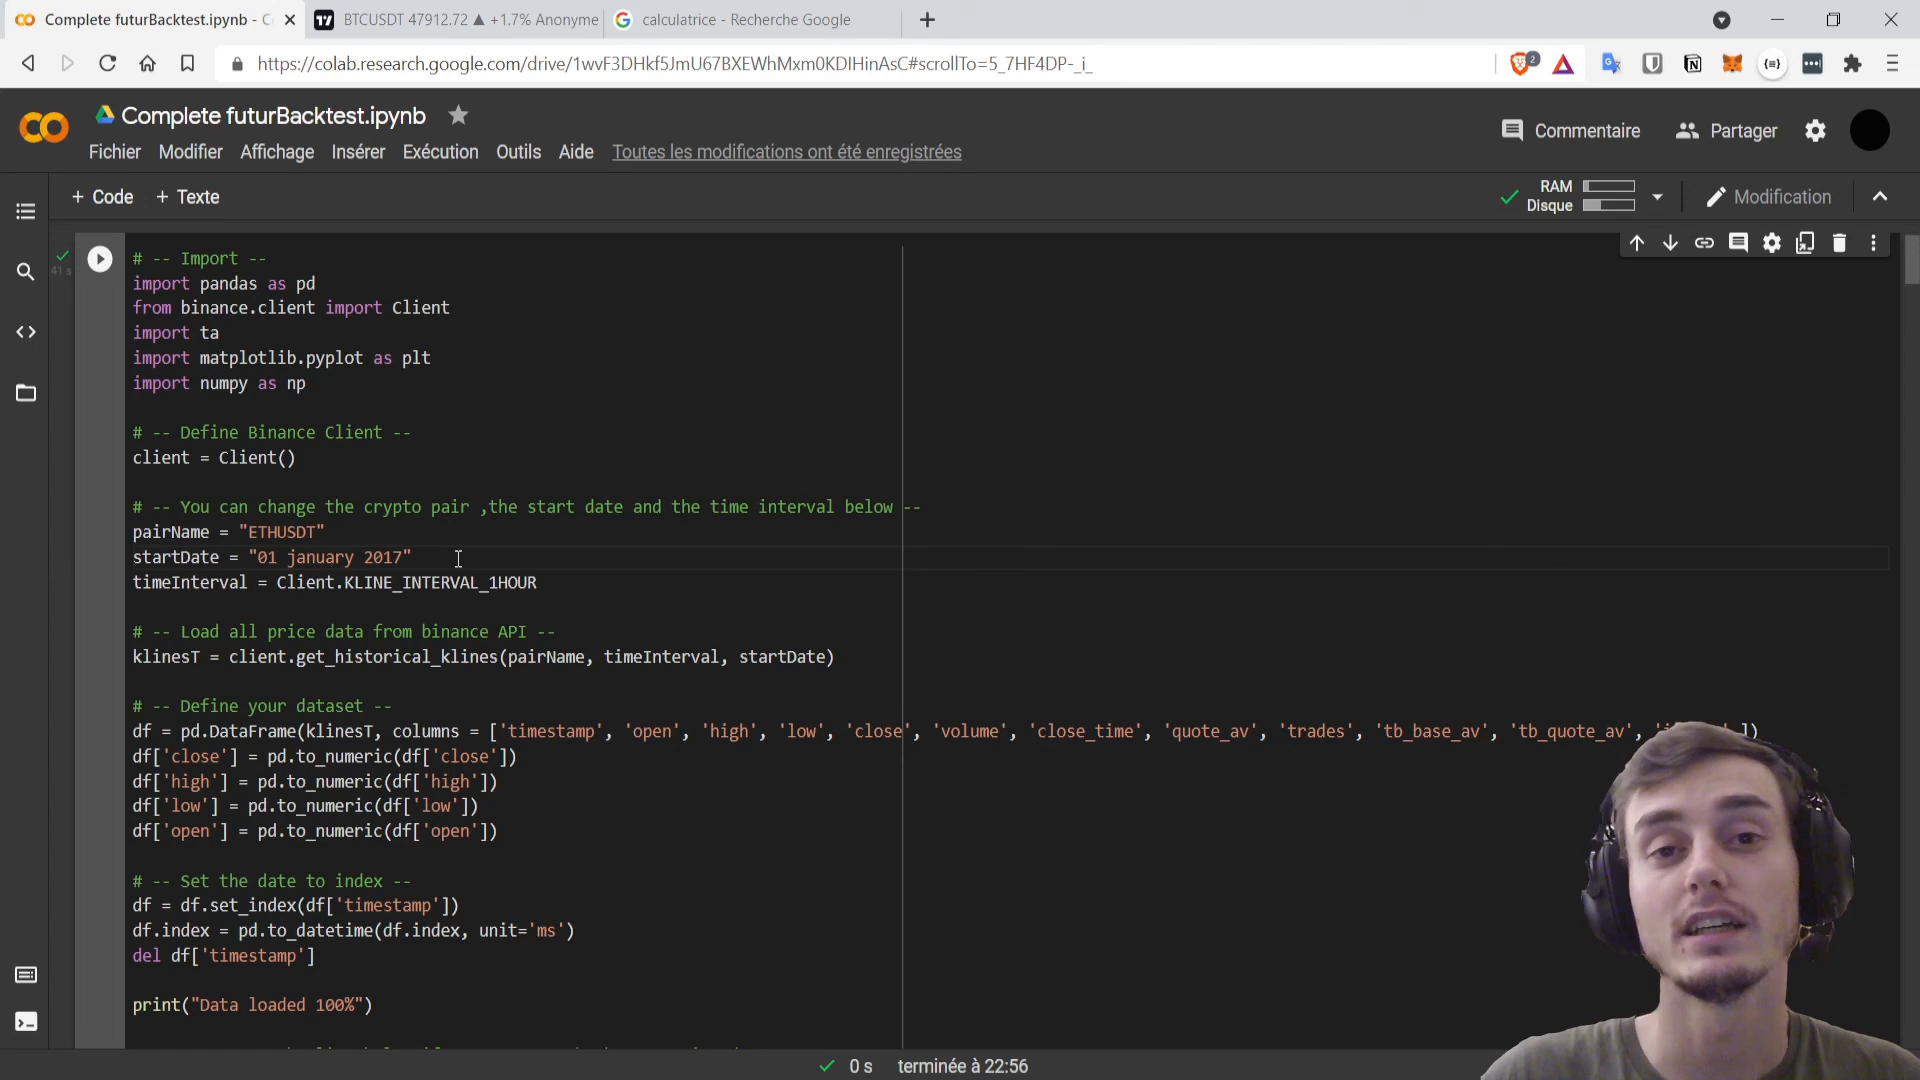 Complete futurBacktest.ipynb - C
BTCUSDT 47912.72 ▲ +1.7% Anonyme
calculatrice - Recherche Google
https://colab.research.google.com/drive/1wvF3DHkf5JmU67BXEWhMxm0KDIHinAsC#scrollTo=5_7HF4DP-_i_
2
Complete futurBacktest.ipynb
Commentaire
Partager
Fichier Modifier Affichage Insérer Exécution Outils Aide Toutes les modifications ont été enregistrées
+ Code + Texte
RAM
Disque
Modification
41 s
# -- Import --
import pandas as pd
from binance.client import Client
import ta
import matplotlib.pyplot as plt
import numpy as np
# -- Define Binance Client --
client = Client()
# -- You can change the crypto pair ,the start date and the time interval below --
pairName = "ETHUSDT"
startDate = "01 january 2017"
timeInterval = Client.KLINE_INTERVAL_1HOUR
# -- Load all price data from binance API --
klinesT = client.get_historical_klines(pairName, timeInterval, startDate)
# -- Define your dataset --
df = pd.DataFrame(klinesT, columns = ['timestamp', 'open', 'high', 'low', 'close', 'volume', 'close_time', 'quote_av', 'trades', 'tb_base_av', 'tb_quote_av', ])
df['close'] = pd.to_numeric(df['close'])
df['high'] = pd.to_numeric(df['high'])
df['low'] = pd.to_numeric(df['low'])
df['open'] = pd.to_numeric(df['open'])
# -- Set the date to index --
df = df.set_index(df['timestamp'])
df.index = pd.to_datetime(df.index, unit='ms')
del df['timestamp']
print("Data loaded 100%")
0 s terminée à 22:56